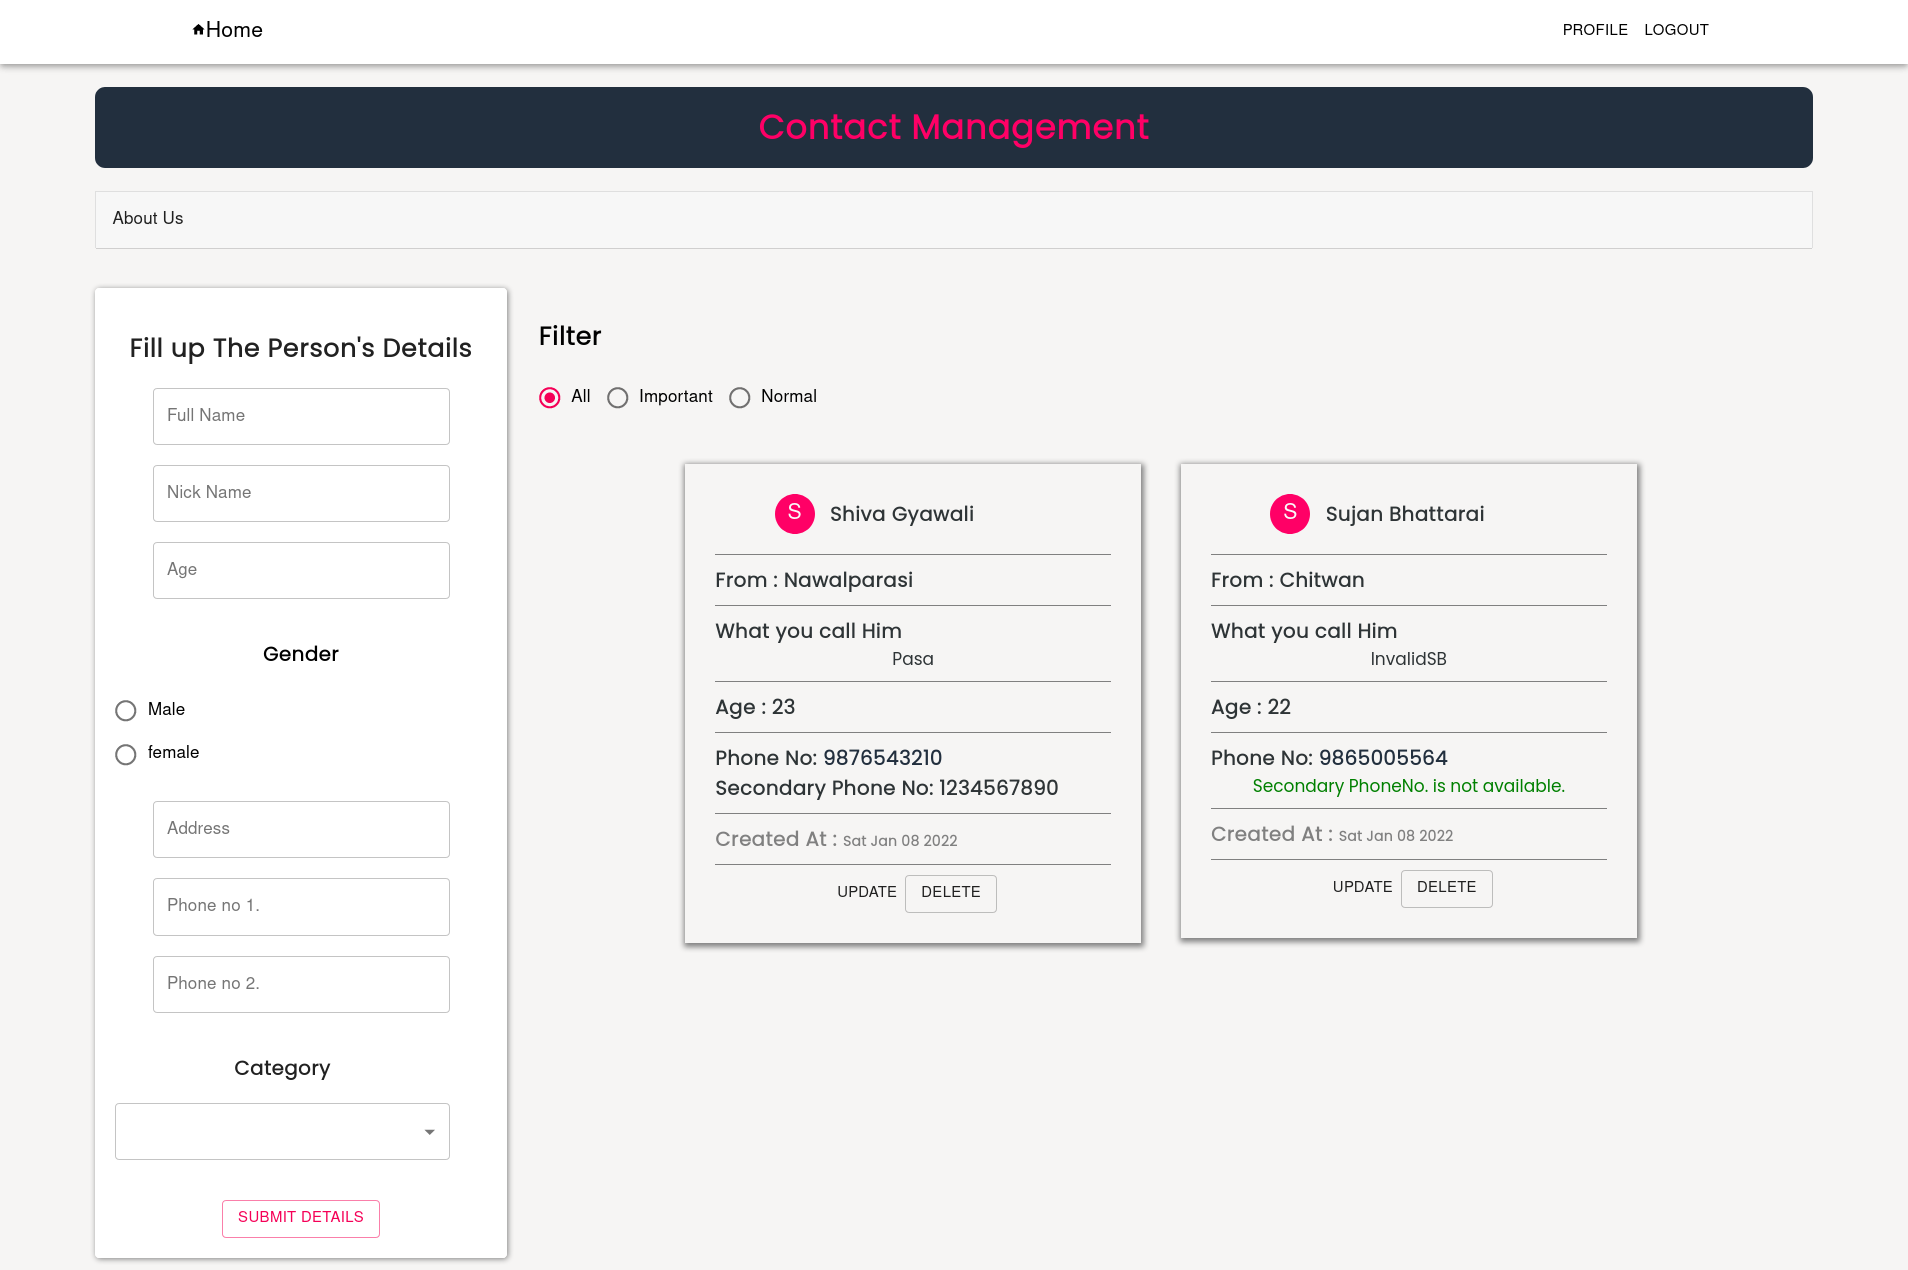 Home
PROFILE LOGOUT
Contact Management
About Us
Fill up The Person's Details
Full Name
Nick Name
Age
Gender
Male
female
Address
Phone no 1.
Phone no 2.
Category
SUBMIT DETAILS
Filter
All Important Normal
S Shiva Gyawali
From : Nawalparasi
What you call Him
Pasa
Age : 23
Phone No: 9876543210
Secondary Phone No: 1234567890
Created At : Sat Jan 08 2022
UPDATE DELETE
S Sujan Bhattarai
From : Chitwan
What you call Him
InvalidSB
Age : 22
Phone No: 9865005564
Secondary PhoneNo. is not available.
Created At : Sat Jan 08 2022
UPDATE DELETE